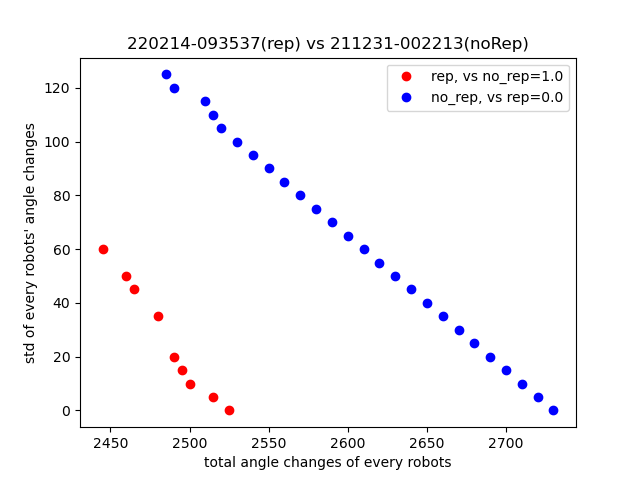 220214-093537(rep) vs 211231-002213(noRep)
rep, vs no_rep=1.0
no_rep, vs rep=0.0
std of every robots' angle changes
120
100
80
60
40
20
0
2450 2500 2550 2600 2650 2700
total angle changes of every robots